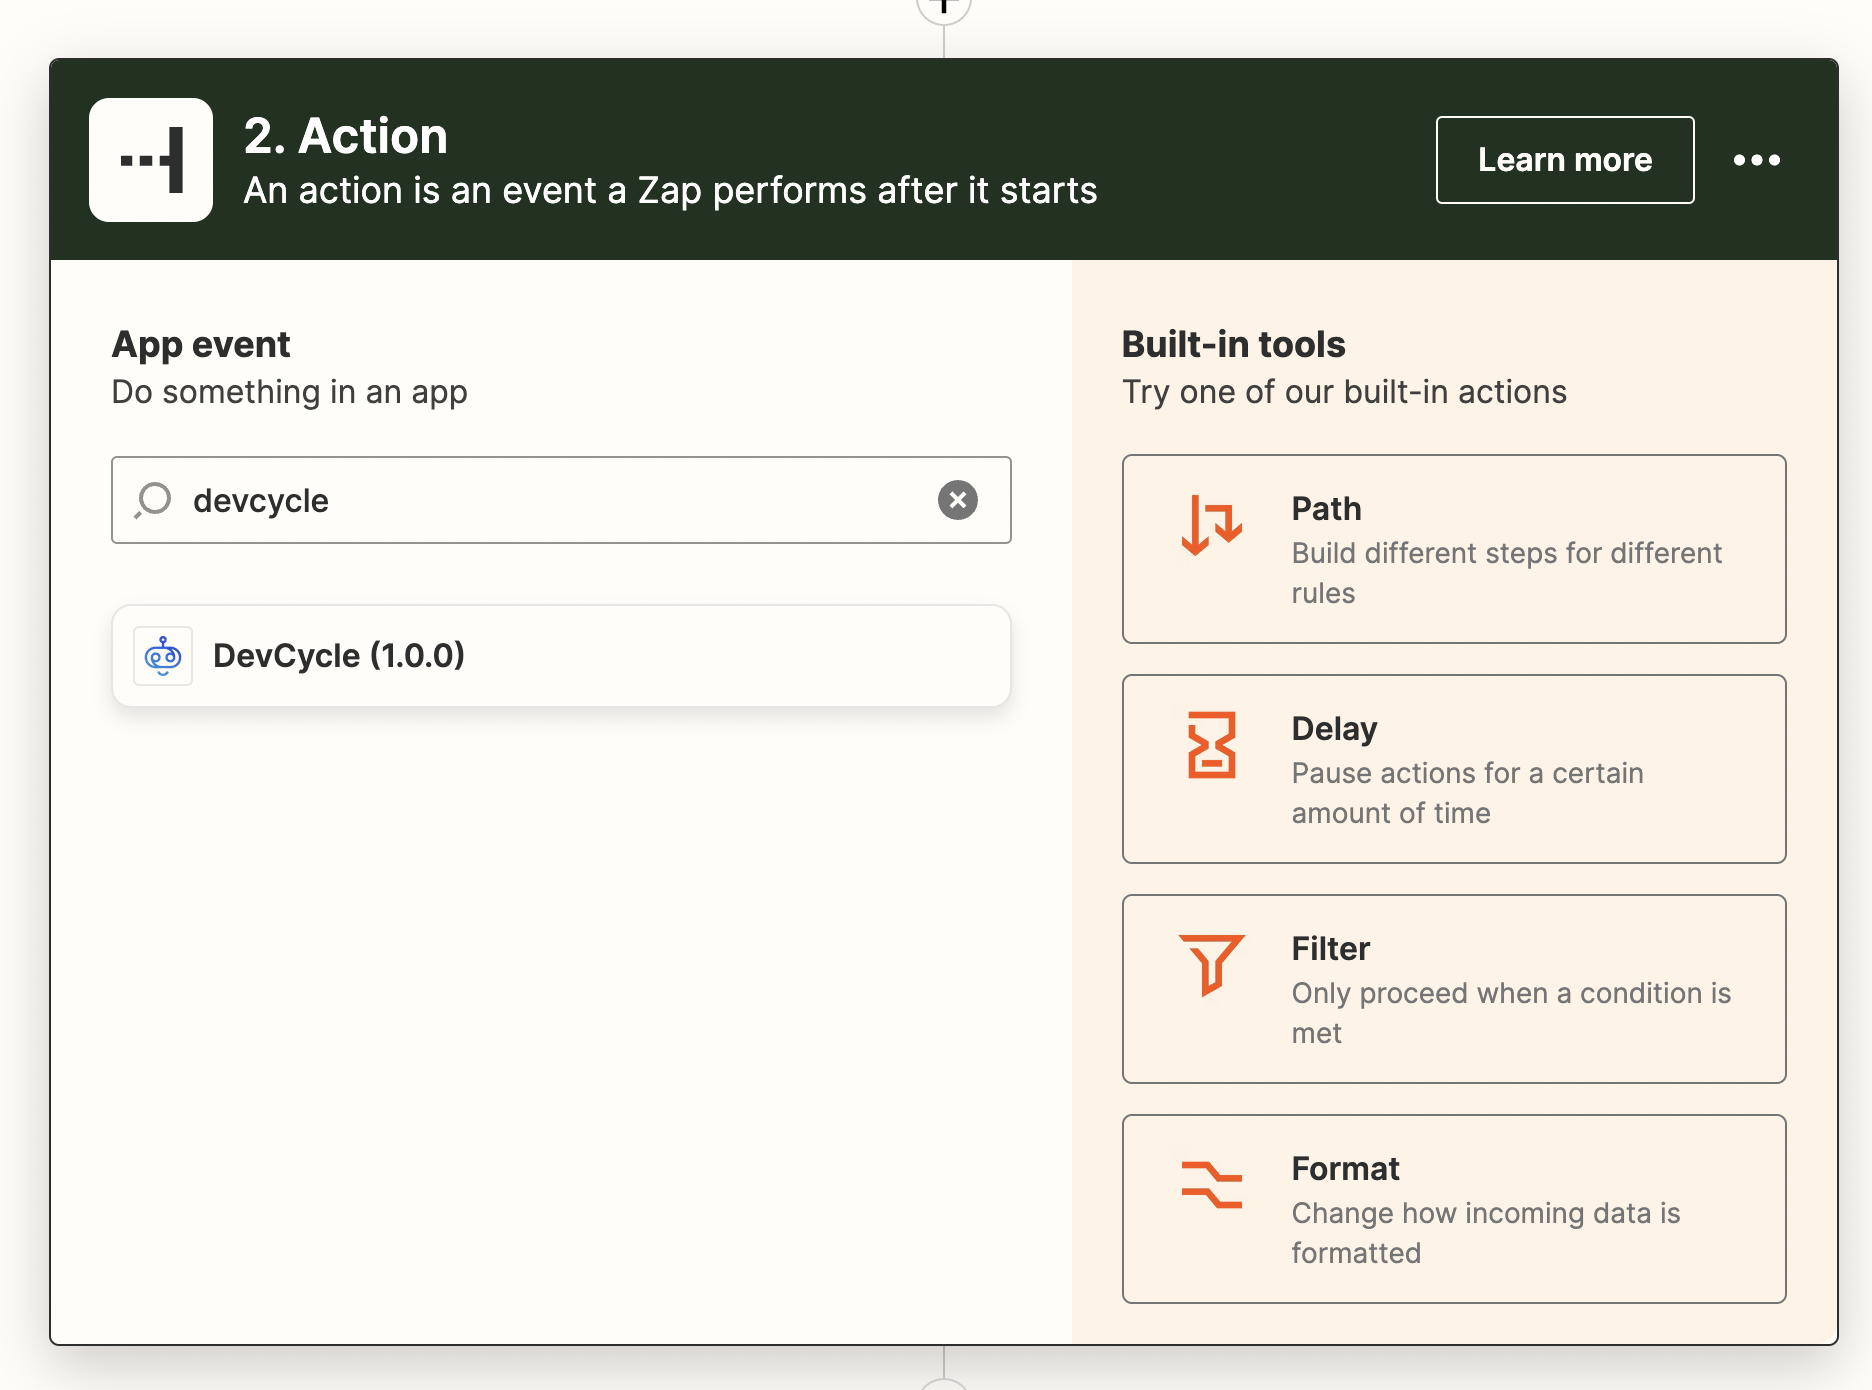 2. Action
An action is an event a Zap performs after it starts
Learn more
App event
Do something in an app
devcycle
DevCycle (1.0.0)
Built-in tools
Try one of our built-in actions
Path
Build different steps for different
rules
Delay
Pause actions for a certain
amount of time
Filter
Only proceed when a condition is
met
Format
Change how incoming data is
formatted